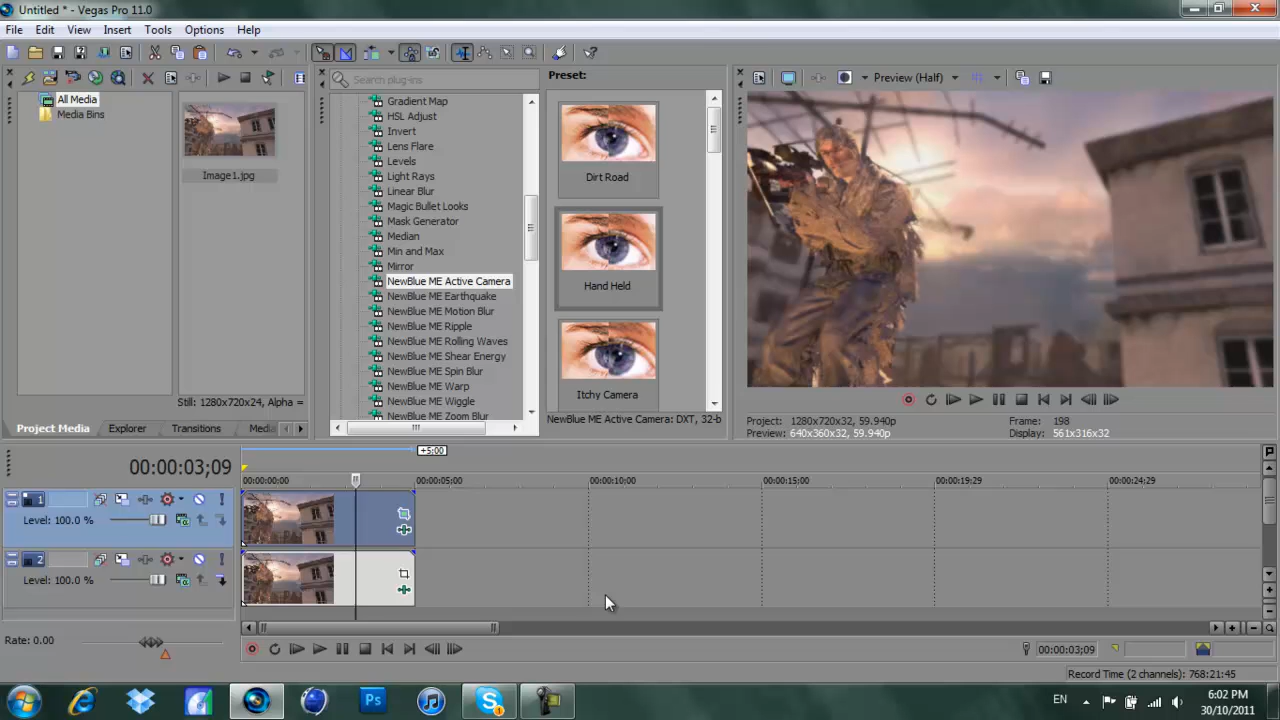 Untitled * - Vegas Pro 11.0
File Edit View Insert Tools Options Help
Search plug-ins
Preset:
Preview (Half)
All Media
Media Bins
Image1.jpg
Still: 1280x720x24, Alpha =
Project Media Explorer Transitions Media
Gradient Map
HSL Adjust
Invert
Lens Flare
Levels
Light Rays
Linear Blur
Magic Bullet Looks
Mask Generator
Median
Min and Max
Mirror
NewBlue ME Active Camera
NewBlue ME Earthquake
NewBlue ME Motion Blur
NewBlue ME Ripple
NewBlue ME Rolling Waves
NewBlue ME Shear Energy
NewBlue ME Spin Blur
NewBlue ME Warp
NewBlue ME Wiggle
NewBlue ME Zoom Blur
Dirt Road
Hand Held
Itchy Camera
NewBlue ME Active Camera: DXT, 32-b
Project: 1280x720x32, 59.940p
Preview: 640x360x32, 59.940p
Frame: 198
Display: 561x316x32
00:00:03;09
+5:00
00:00:00:00 00:00:05;00 00:00:10;00 00:00:15;00 00:00:19;29 00:00:24;29
1
Level: 100.0 %
2
Level: 100.0 %
Rate: 0.00
00:00:03;09
Record Time (2 channels): 768:21:45
Ps
EN
6:02 PM
30/10/2011